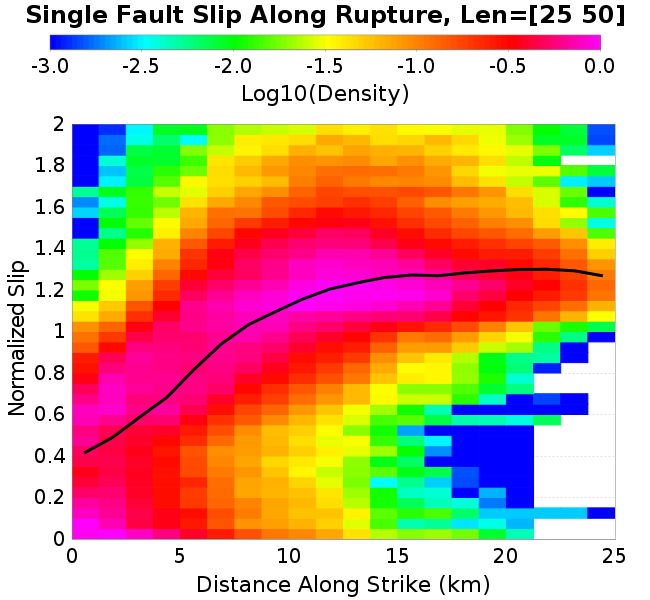 Single Fault Slip Along Rupture, Len=[25 50]
-3.0 -2.5 -2.0 -1.5 -1.0 -0.5 0.0
Log10(Density)
2
1.8
1.6
1.4
1.2
1
0.8
0.6
0.4
0.2
0
Normalized Slip
0 5 10 15 20 25
Distance Along Strike (km)